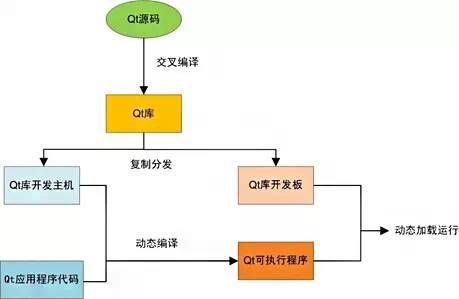 Qt源码
交叉编译
Qt库
复制分发
Qt库开发主机
Qt库开发板
动态加载运行
动态编译
Qt应用程序代码
Qt可执行程序